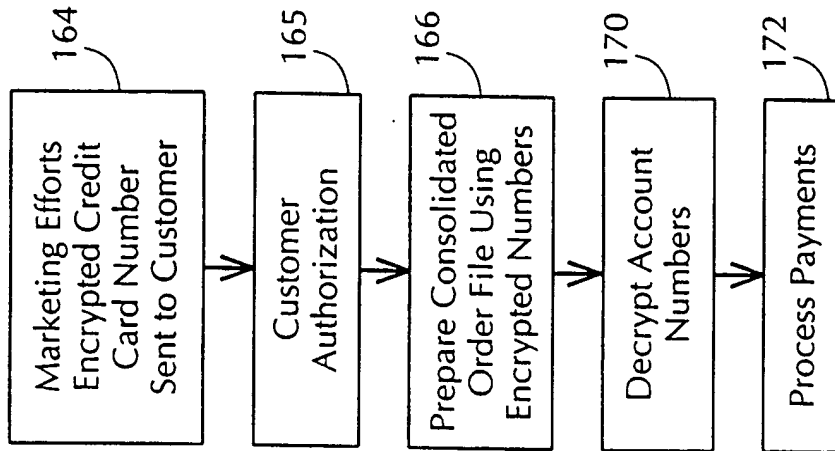 Marketing Efforts
Encrypted Credit
Card Number
Sent to Customer
164
Customer
Authorization
165
Prepare Consolidated
Order File Using
Encrypted Numbers
166
Decrypt Account
Numbers
170
Process Payments
172